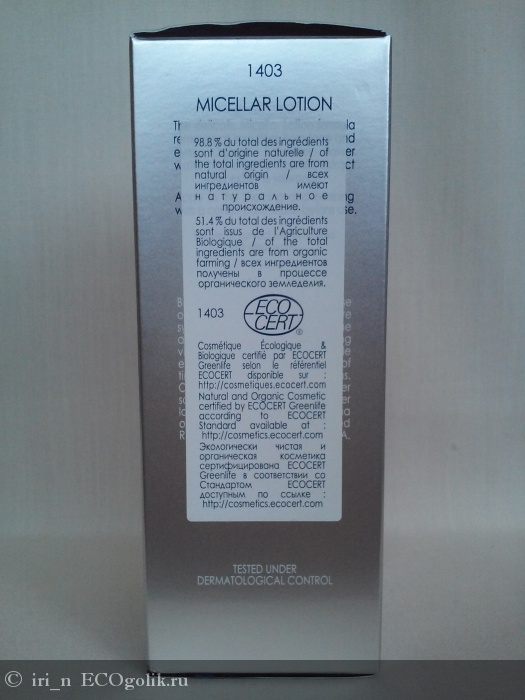 1403
MICELLAR LOTION
98.8 % du total des ingrédients
sont d'origine naturelle / of
the total ingredients are from
natural origin / всех
ингредиентов имеют
натуральное
происхождение.
51.4 % du total des ingrédients
sont issus de l'Agriculture
Biologique / of the total
ingredients are from organic
farming / всех ингредиентов
получены в процессе
органического земледелия.
1403
ECO
CERT
®
Cosmétique Écologique &
Biologique certifié par ECOCERT
Greenlife selon le référentiel
ECOCERT disponible sur :
http://cosmetiques.ecocert.com
Natural and Organic Cosmetic
certified by ECOCERT Greenlife
according to ECOCERT
Standard available at :
http://cosmetics.ecocert.com
Экологически чистая и
органическая косметика
сертифицирована ECOCERT
Greenlife в соответствии со
Стандартом ECOCERT
доступным по ссылке :
http://cosmetics.ecocert.com
TESTED UNDER
DERMATOLOGICAL CONTROL
© iri_n ECOgolik.ru